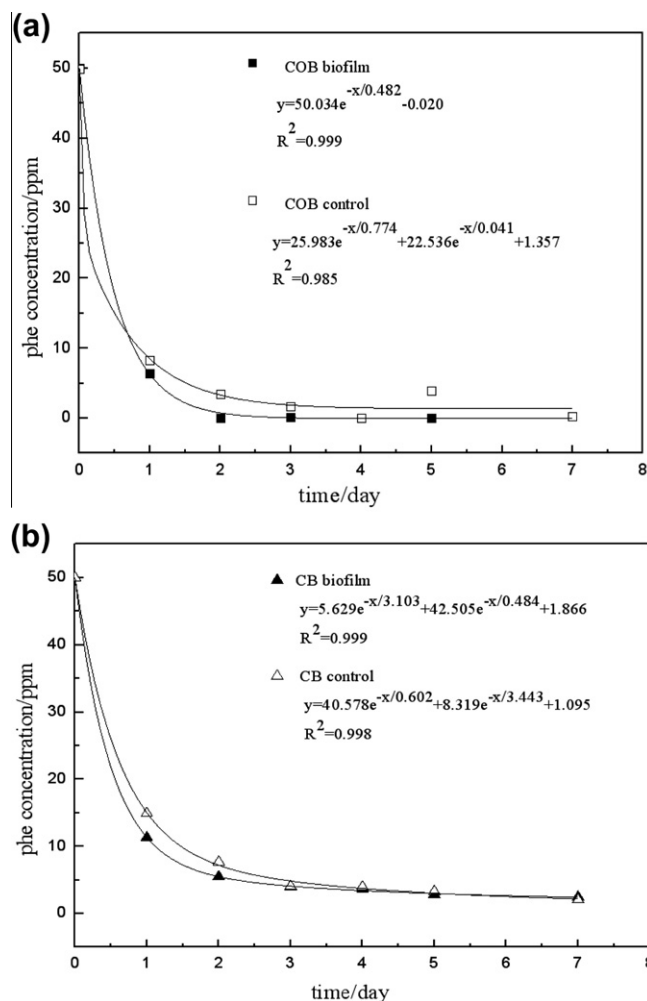 (a)
COB biofilm
y=50.034e^-x/0.482-0.020
R^2=0.999
COB control
y=25.983e^-x/0.774+22.536e^-x/0.041+1.357
R^2=0.985
phe concentration/ppm
50
40
30
20
10
0
0 1 2 3 4 5 6 7 8
time/day
(b)
CB biofilm
y=5.629e^-x/3.103+42.505e^-x/0.484+1.866
R^2=0.999
CB control
y=40.578e^-x/0.602+8.319e^-x/3.443+1.095
R^2=0.998
phe concentration/ppm
50
40
30
20
10
0
0 1 2 3 4 5 6 7 8
time/day